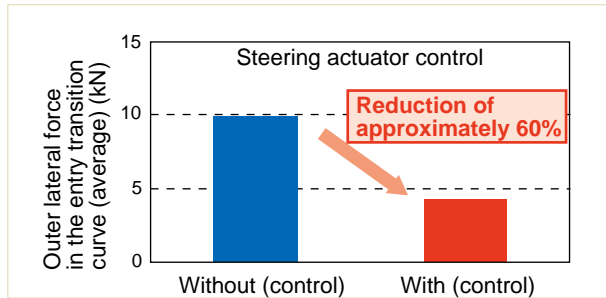 Steering actuator control
Reduction of
approximately 60%
Outer lateral force
in the entry transition
curve (average) (kN)
15
10
5
0
Without (control)
With (control)